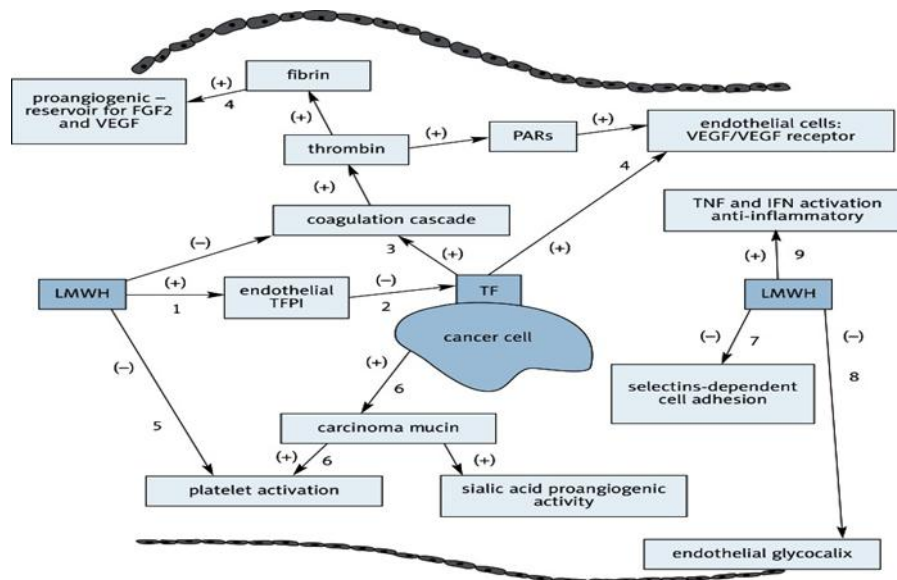 fibrin
(+)
4
proangiogenic –
reservoir for FGF2
and VEGF
(+)
thrombin
(+)
PARs
(+)
endothelial cells:
VEGF/VEGF receptor
4
(+)
coagulation cascade
TNF and IFN activation
anti-inflammatory
(–)
3
(+)
(+)
(+)
9
LMWH
(+)
1
endothelial
TFPI
(–)
2
TF
LMWH
cancer cell
(–)
7
(–)
(–)
(+)
6
8
selectins-dependent
cell adhesion
5
carcinoma mucin
(+)
6
(+)
platelet activation
sialic acid proangiogenic
activity
endothelial glycocalix